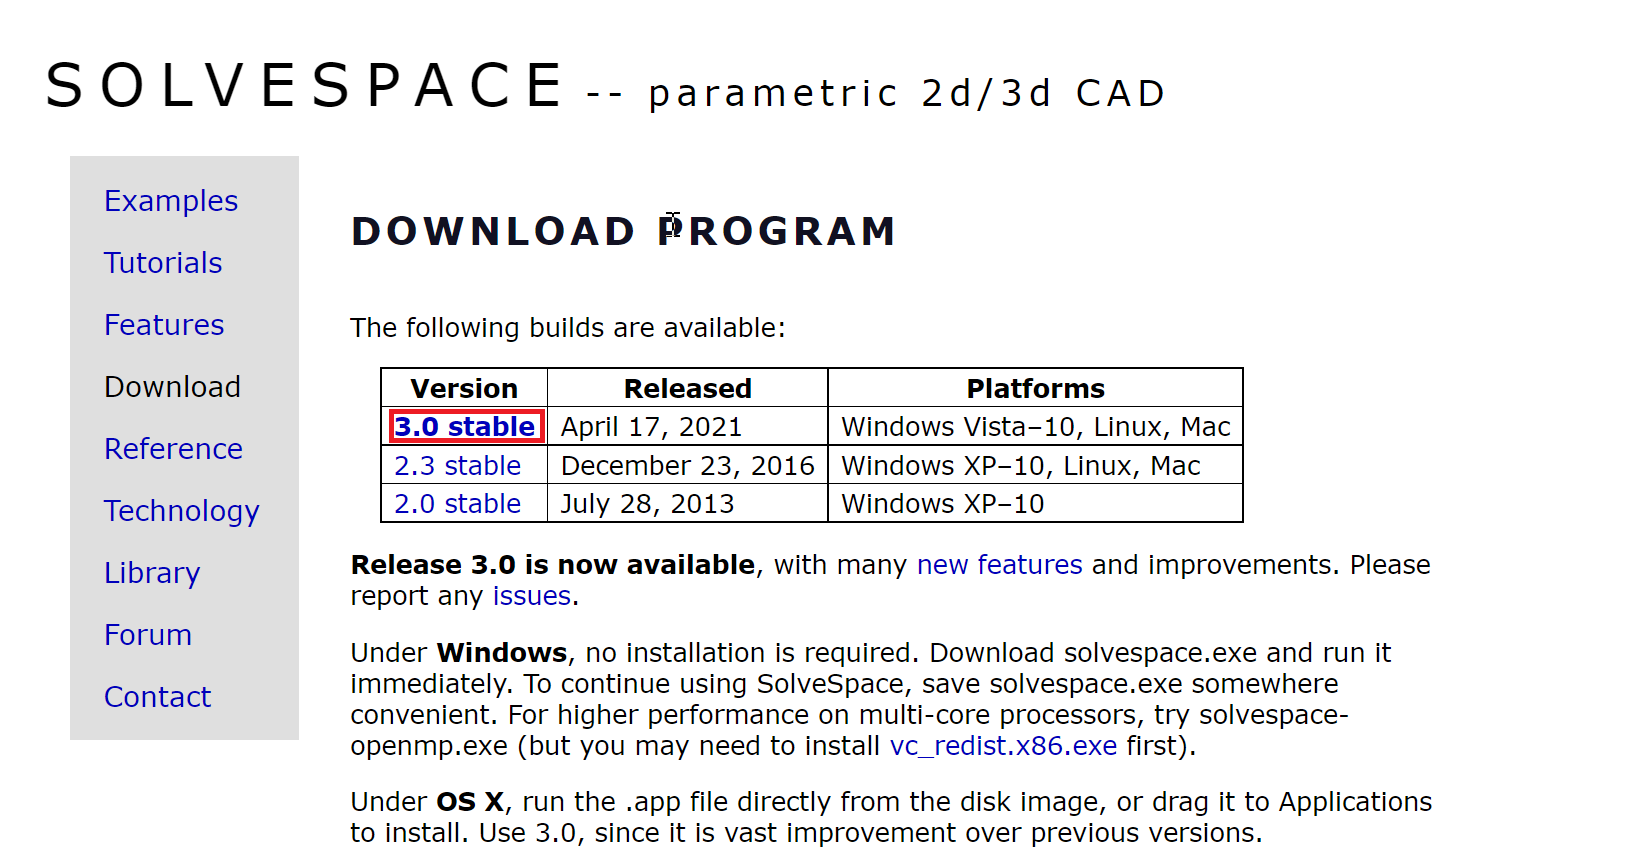 SOLVESPACE -- parametric 2d/3d CAD
Examples
Tutorials
Features
Download
Reference
Technology
Library
Forum
Contact
DOWNLOAD PROGRAM
The following builds are available:
Version Released Platforms
3.0 stable April 17, 2021 Windows Vista–10, Linux, Mac
2.3 stable December 23, 2016 Windows XP–10, Linux, Mac
2.0 stable July 28, 2013 Windows XP–10
Release 3.0 is now available, with many new features and improvements. Please
report any issues.
Under Windows, no installation is required. Download solvespace.exe and run it
immediately. To continue using SolveSpace, save solvespace.exe somewhere
convenient. For higher performance on multi-core processors, try solvespace-
openmp.exe (but you may need to install vc_redist.x86.exe first).
Under OS X, run the .app file directly from the disk image, or drag it to Applications
to install. Use 3.0, since it is vast improvement over previous versions.